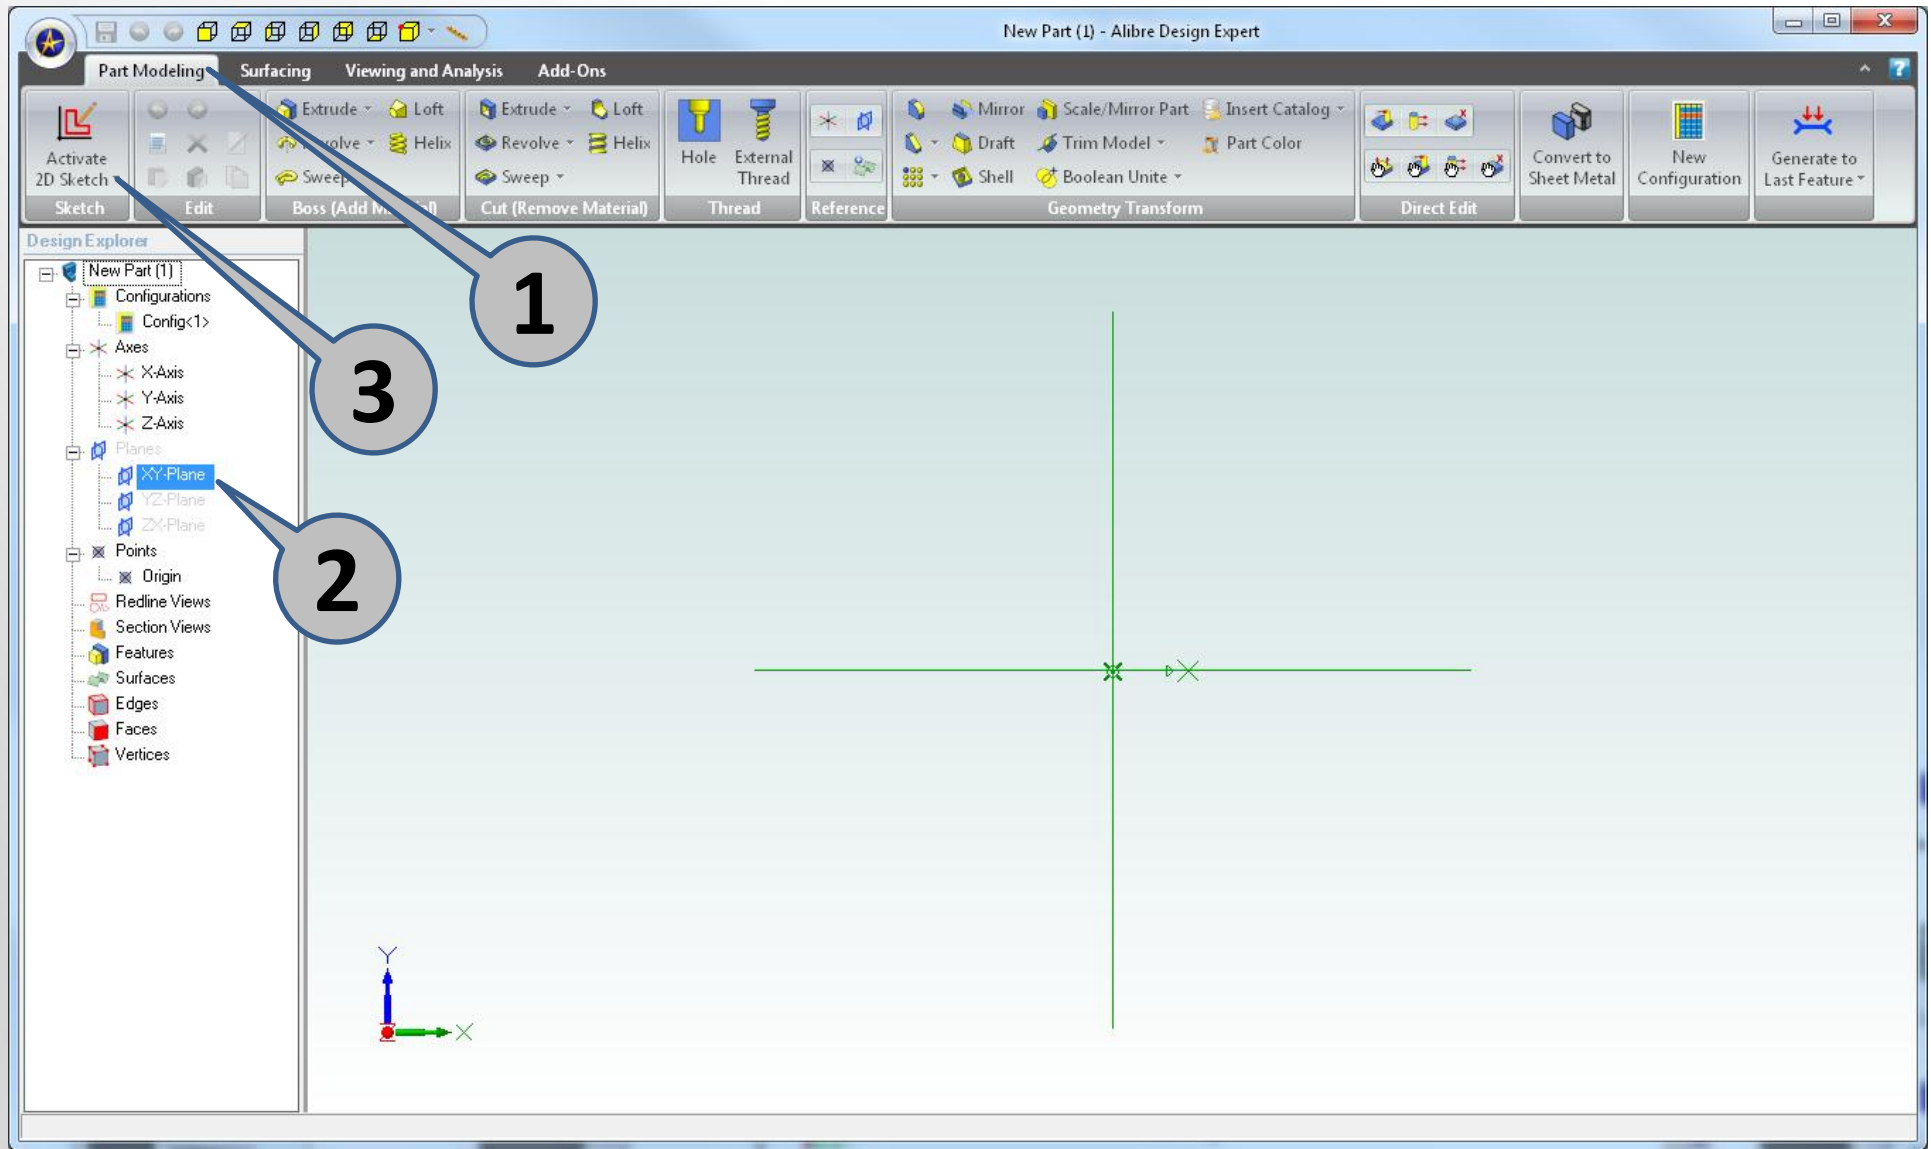 New Part (1) - Alibre Design Expert
Part Modeling Surfacing Viewing and Analysis Add-Ons
Extrude Loft Extrude Loft Mirror Scale/Mirror Part Insert Catalog
Revolve Helix Revolve Helix Draft Trim Model Part Color
Activate
2D Sketch
Sweep Sweep Hole External
Thread
Shell Boolean Unite
Convert to
Sheet Metal
New
Configuration
Generate to
Last Feature
Sketch Edit Boss (Add Material) Cut (Remove Material) Thread Reference Geometry Transform Direct Edit
Design Explorer
New Part (1)
Configurations
Config<1>
Axes
X-Axis
Y-Axis
Z-Axis
Planes
XY-Plane
YZ-Plane
ZX-Plane
Points
Origin
Redline Views
Section Views
Features
Surfaces
Edges
Faces
Vertices
1
3
2
X
Y
X